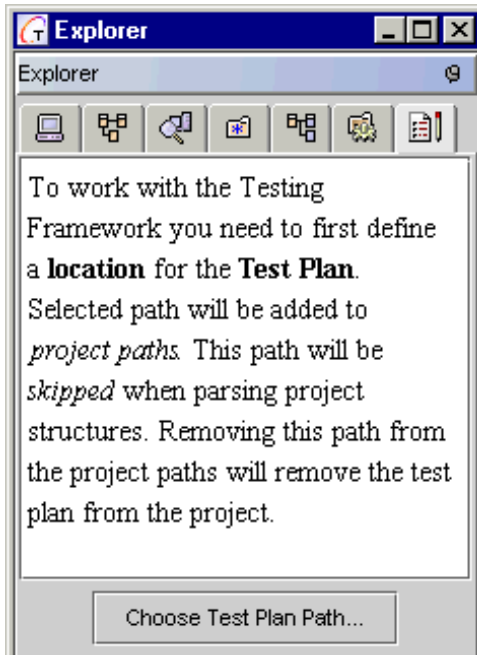 Explorer
Explorer
To work with the Testing
Framework you need to first define
a location for the Test Plan.
Selected path will be added to
project paths. This path will be
skipped when parsing project
structures. Removing this path from
the project paths will remove the test
plan from the project.
Choose Test Plan Path...